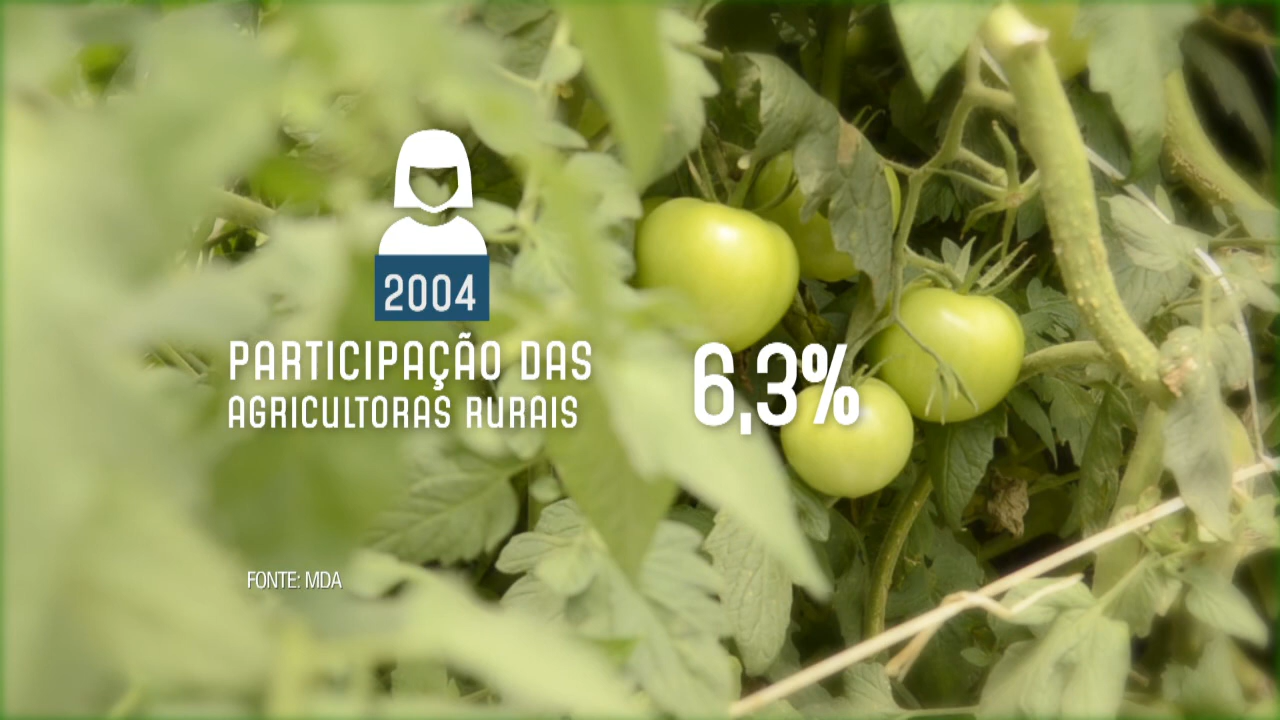 2004
PARTICIPAÇÃO DAS
AGRICULTORAS RURAIS
6,3%
FONTE: MDA